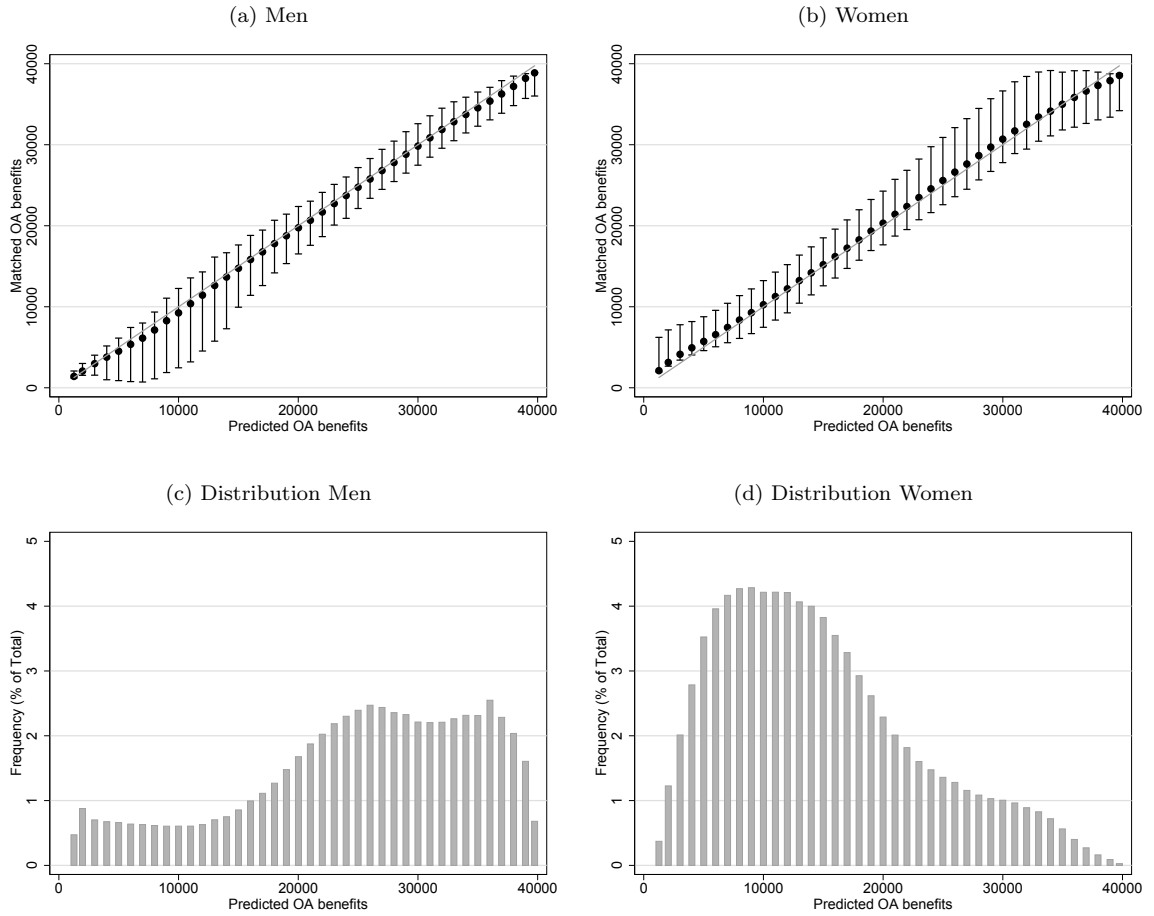 (a) Men
Matched OA benefits
40000
30000
20000
10000
0
0 10000 20000 30000 40000
Predicted OA benefits
(b) Women
Matched OA benefits
40000
30000
20000
10000
0
0 10000 20000 30000 40000
Predicted OA benefits
(c) Distribution Men
Frequency (% of Total)
5
4
3
2
1
0
0 10000 20000 30000 40000
Predicted OA benefits
(d) Distribution Women
Frequency (% of Total)
5
4
3
2
1
0
0 10000 20000 30000 40000
Predicted OA benefits